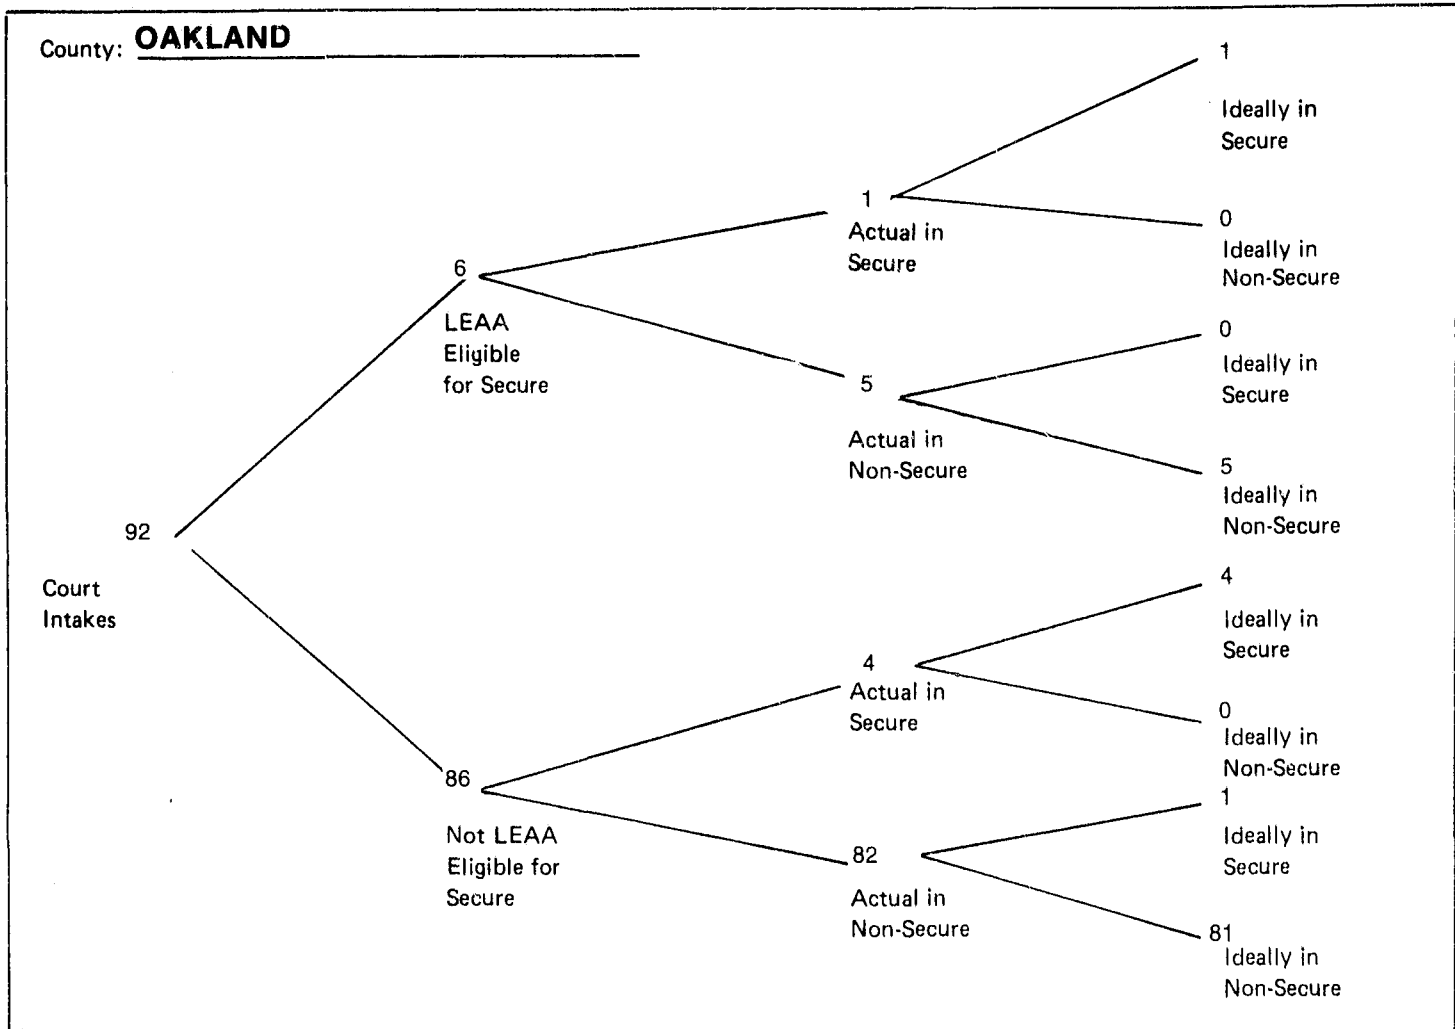 County: OAKLAND
1
Ideally in
Secure
1
Actual in
Secure
0
Ideally in
Non-Secure
6
LEAA
Eligible
for Secure
0
Ideally in
Secure
5
Actual in
Non-Secure
5
Ideally in
Non-Secure
92
Court
Intakes
4
Ideally in
Secure
4
Actual in
Secure
0
Ideally in
Non-Secure
86
Not LEAA
Eligible for
Secure
1
Ideally in
Secure
82
Actual in
Non-Secure
81
Ideally in
Non-Secure